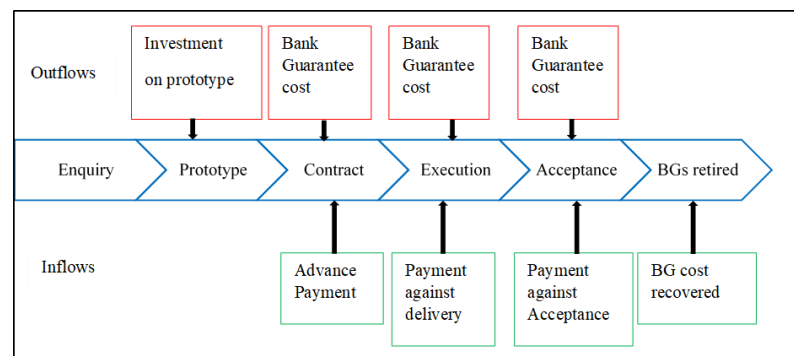 Outflows
Investment
on prototype
Bank
Guarantee
cost
Bank
Guarantee
cost
Bank
Guarantee
cost
Enquiry
Prototype
Contract
Execution
Acceptance
BGs retired
Inflows
Advance
Payment
Payment
against
delivery
Payment
against
Acceptance
BG cost
recovered